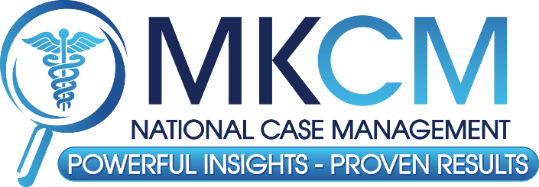 MKCM
NATIONAL CASE MANAGEMENT
POWERFUL INSIGHTS - PROVEN RESULTS